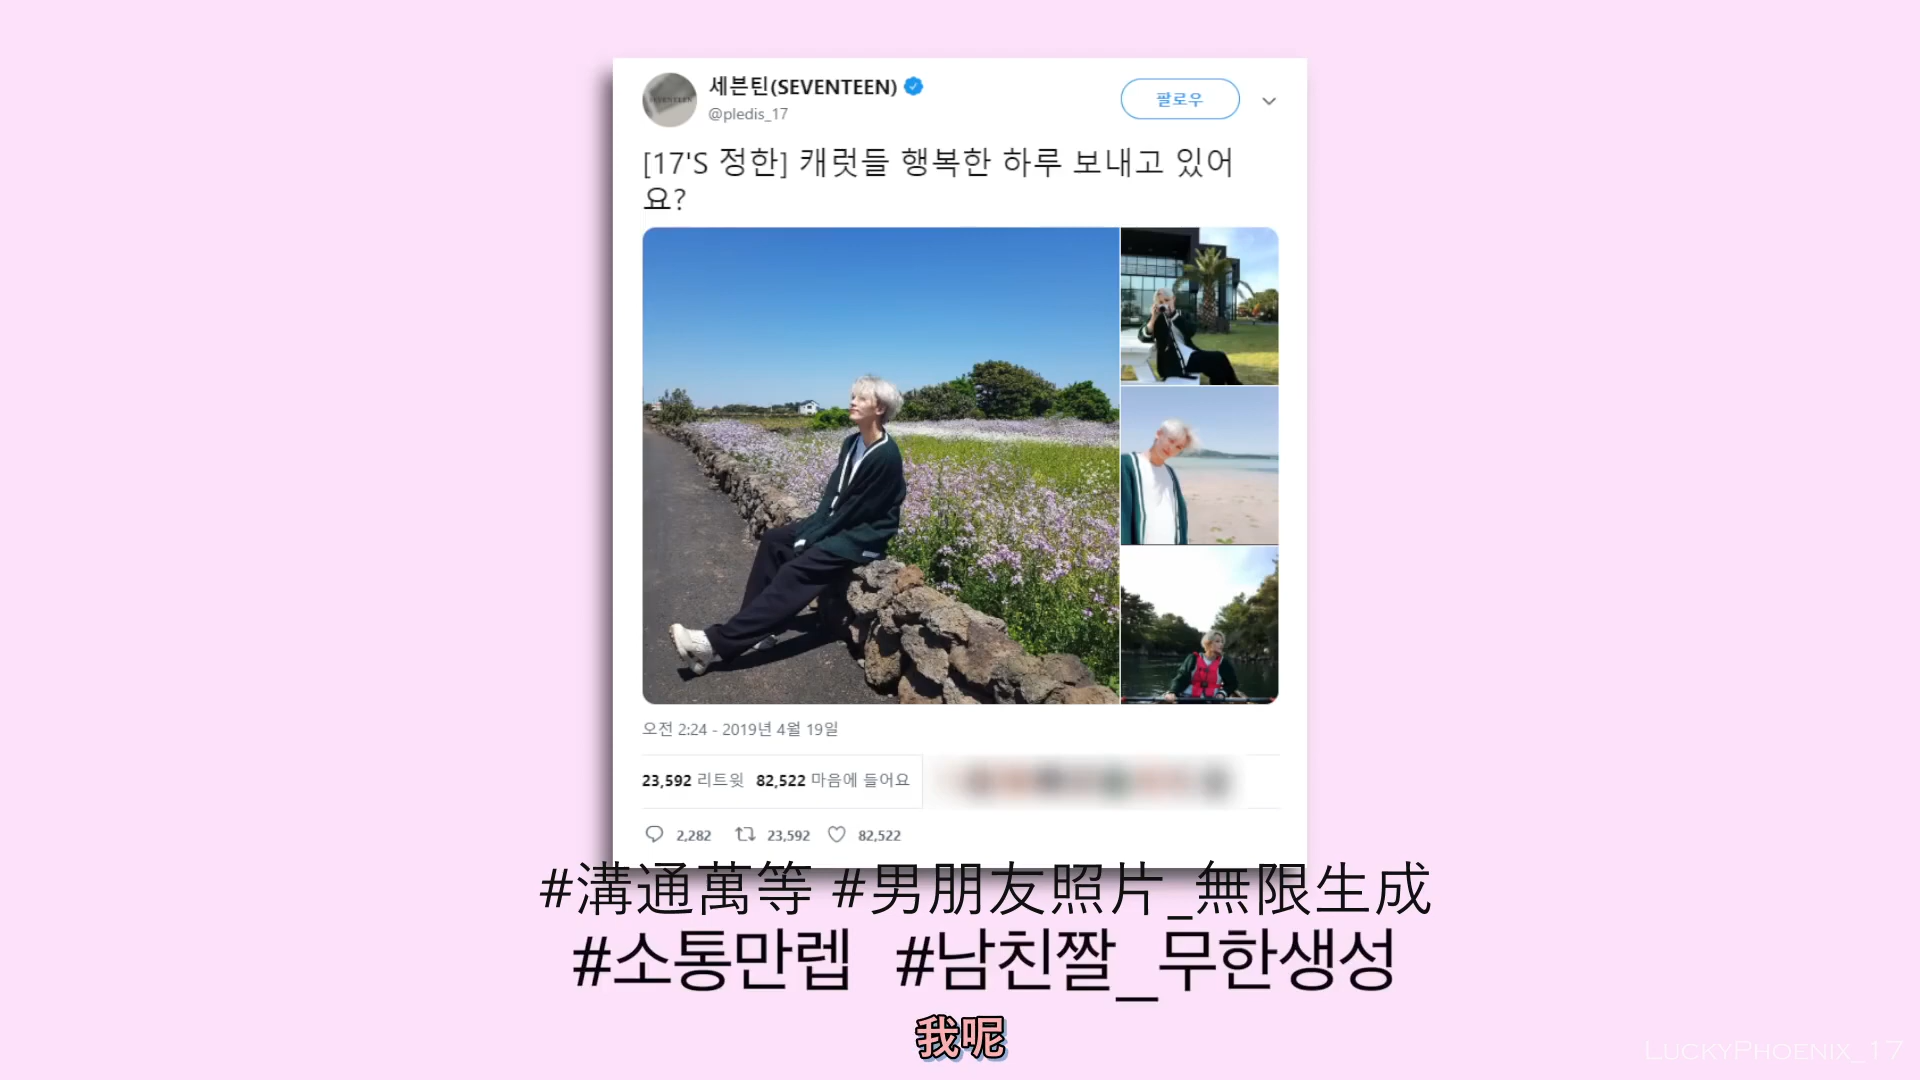 세븐틴(SEVENTEEN)
@pledis_17
팔로우
[17'S 정한] 캐럿들 행복한 하루 보내고 있어
요?
오전 2:24 - 2019년 4월 19일
23,592 리트윗 82,522 마음에 들어요
2,282 23,592 82,522
#溝通萬等 #男朋友照片_無限生成
#소통만렙 #남친짤_무한생성
我呢
LuckyPhoenix_17